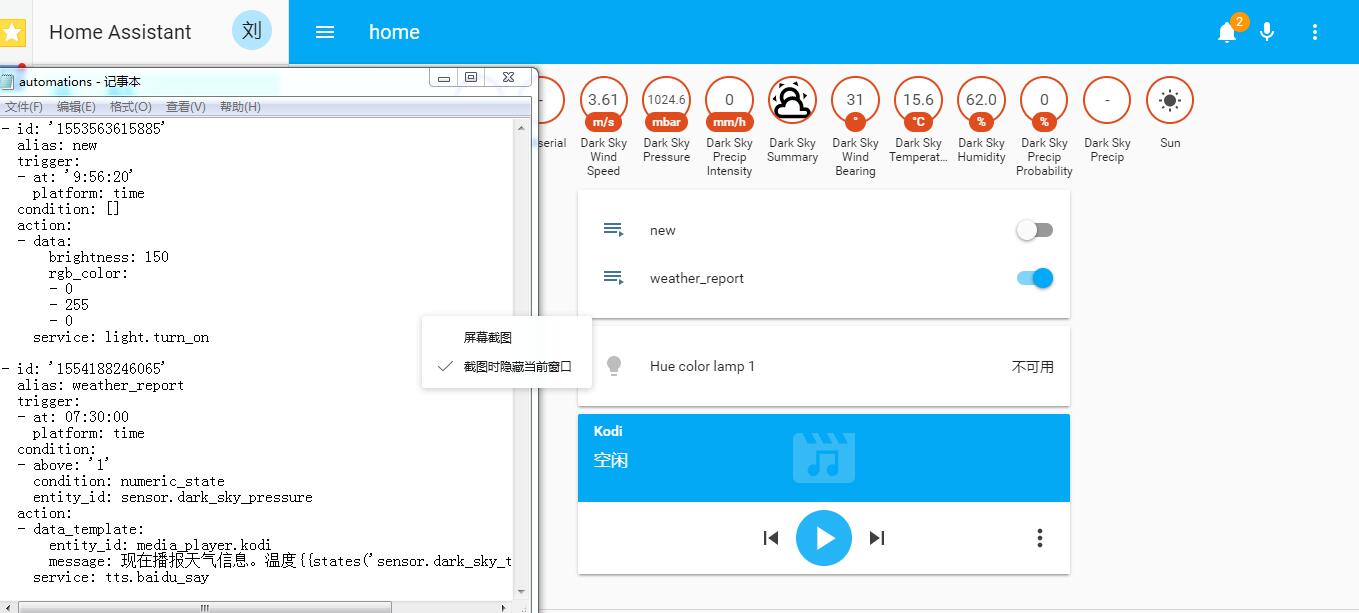 Home Assistant
刘
home
2
automations - 记事本
文件(F) 编辑(E) 格式(O) 查看(V) 帮助(H)
- id: '1553563615885'
alias: new
trigger:
- at: '9:56:20'
platform: time
condition: []
action:
- data:
brightness: 150
rgb_color:
- 0
- 255
- 0
service: light.turn_on
- id: '1554188246065'
alias: weather_report
trigger:
- at: 07:30:00
platform: time
condition:
- above: '1'
condition: numeric_state
entity_id: sensor.dark_sky_pressure
action:
- data_template:
entity_id: media_player.kodi
message: 现在播报天气信息。温度{{states('sensor.dark_sky_t
service: tts.baidu_say
屏幕截图
截图时隐藏当前窗口
- 3.61 1024.6 0 31 15.6 62.0 0 -
m/s mbar mm/h ° °C % %
serial Dark Sky Dark Sky Dark Sky Dark Sky Dark Sky Dark Sky Dark Sky Dark Sky Dark Sky Sun
Wind Pressure Precip Summary Wind Temperat... Humidity Precip Precip
Speed Intensity Bearing Probability
new
weather_report
Hue color lamp 1 不可用
Kodi
空闲